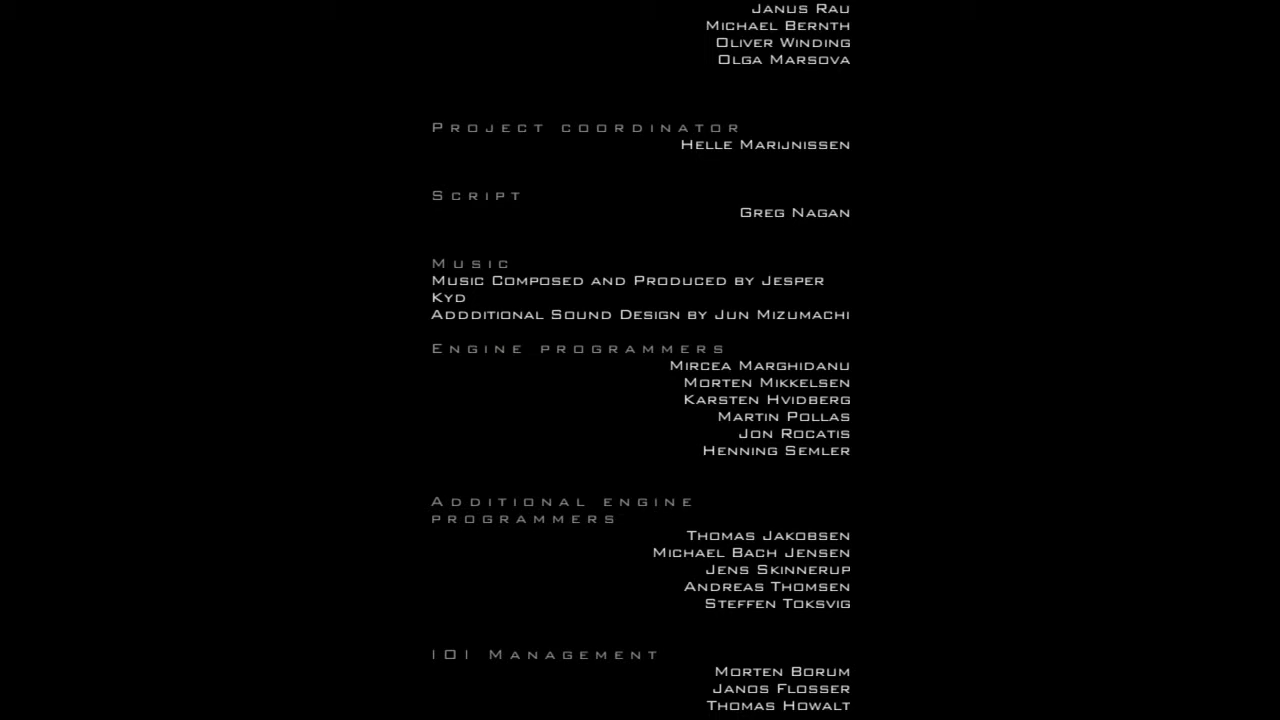 Janus Rau
Michael Bernth
Oliver Winding
Olga Marsova
Project coordinator
Helle Marijnissen
Script
Greg Nagan
Music
Music Composed and Produced by Jesper
Kyd
Addditional Sound Design by Jun Mizumachi
Engine programmers
Mircea Marghidanu
Morten Mikkelsen
Karsten Hvidberg
Martin Pollas
Jon Rocatis
Henning Semler
Additional engine
programmers
Thomas Jakobsen
Michael Bach Jensen
Jens Skinnerup
Andreas Thomsen
Steffen Toksvig
IOI Management
Morten Borum
Janos Flosser
Thomas Howalt